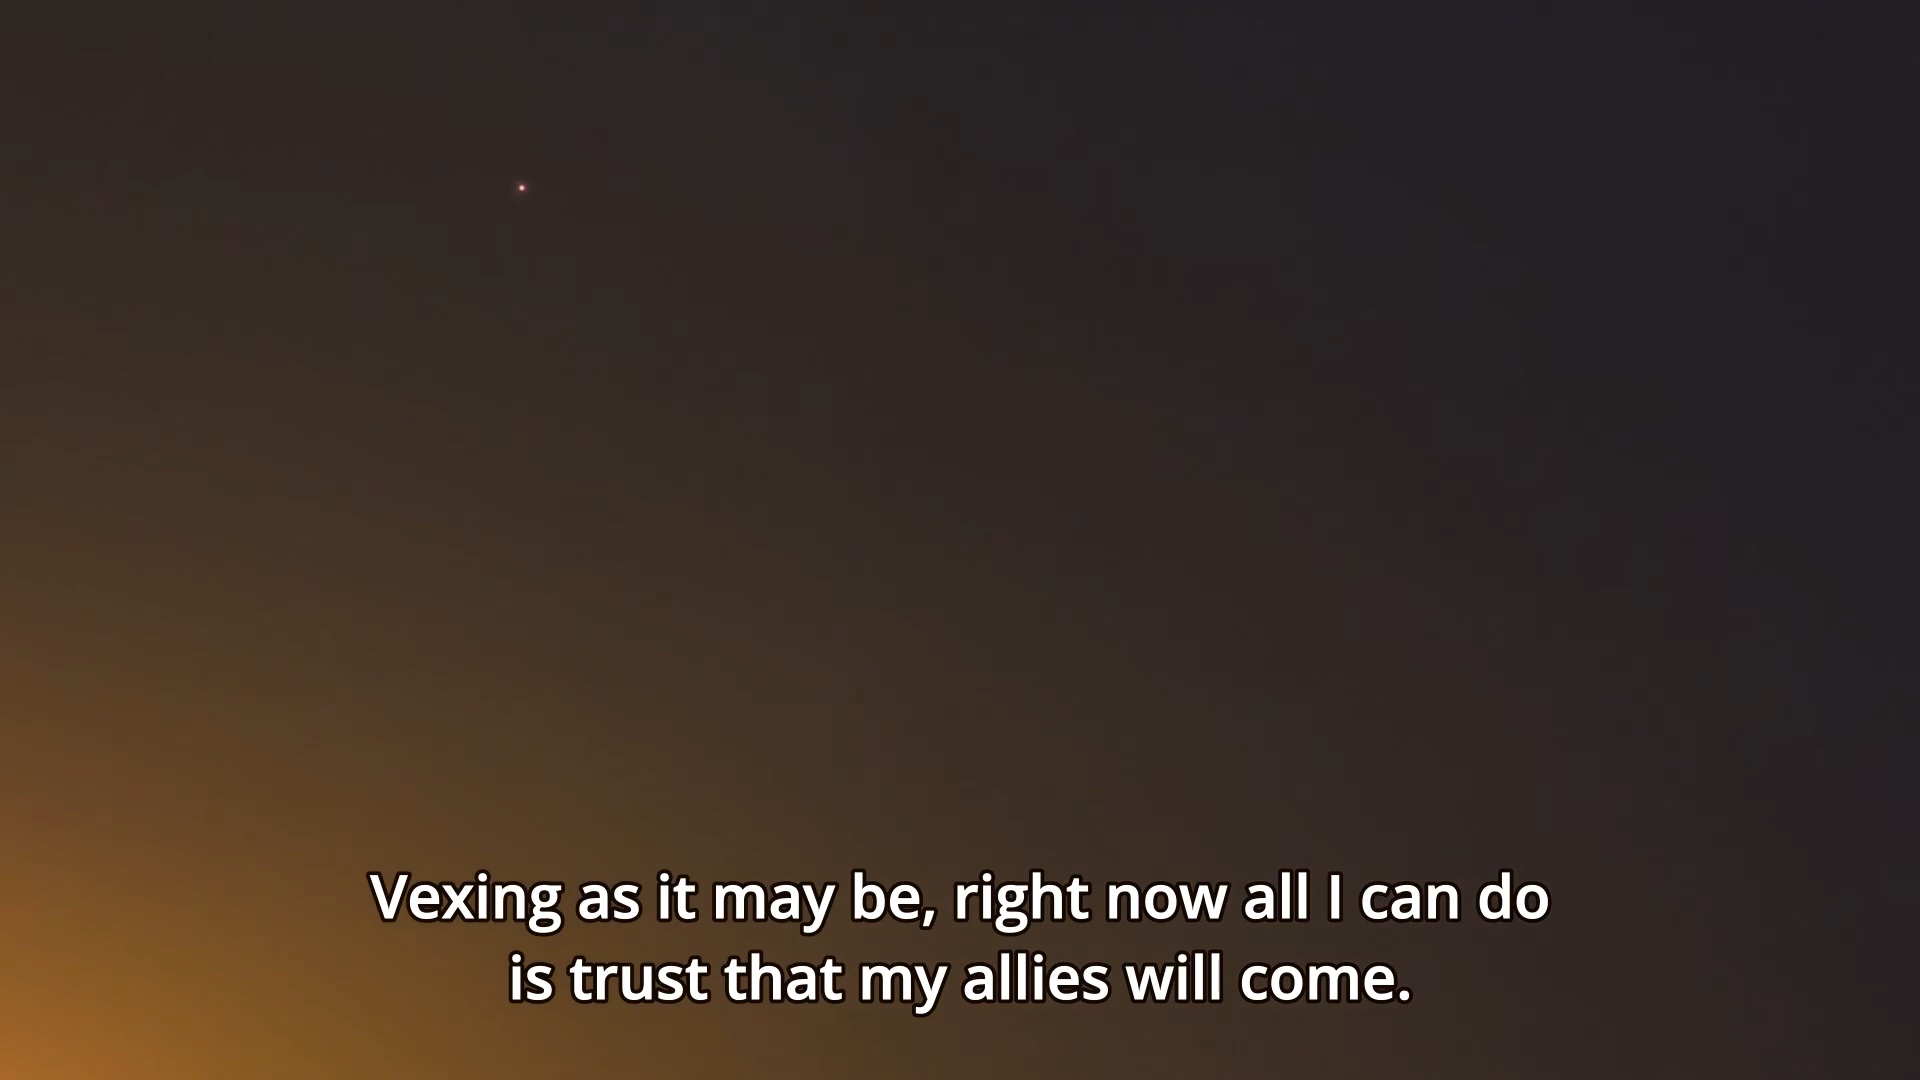 Vexing as it may be, right now all I can do
is trust that my allies will come.